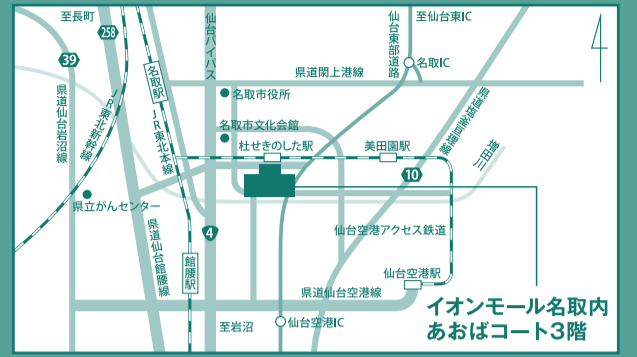 至長町
258
39
県道仙台岩沼線
JR東北新幹線
名取駅
JR東北本線
仙台バイパス
仙台東部道路
至仙台東IC
名取IC
県道閖上港線
名取市役所
名取市文化会館
杜せきのした駅
美田園駅
県道塩釜亘理線
増田川
10
県立がんセンター
県道仙台館腰線
4
館腰駅
仙台空港アクセス鉄道
仙台空港駅
県道仙台空港線
至岩沼
仙台空港IC
イオンモール名取内
あおばコート3階